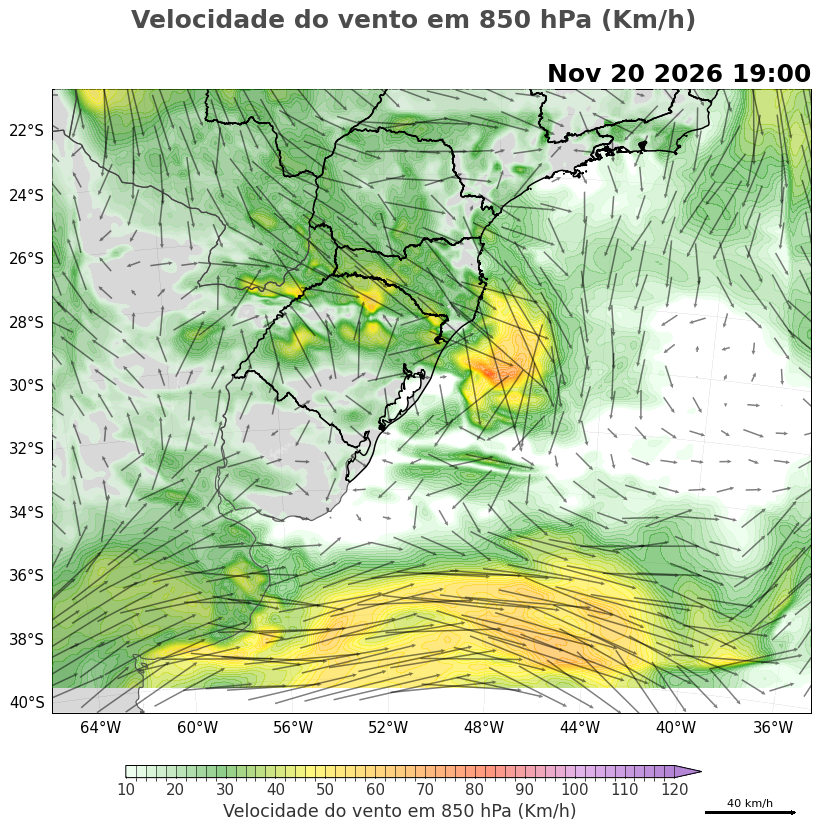 Velocidade do vento em 850 hPa (Km/h)
Nov 20 2026 19:00
22°S
24°S
26°S
28°S
30°S
32°S
34°S
36°S
38°S
40°S
64°W 60°W 56°W 52°W 48°W 44°W 40°W 36°W
10 20 30 40 50 60 70 80 90 100 110 120
40 km/h
Velocidade do vento em 850 hPa (Km/h)